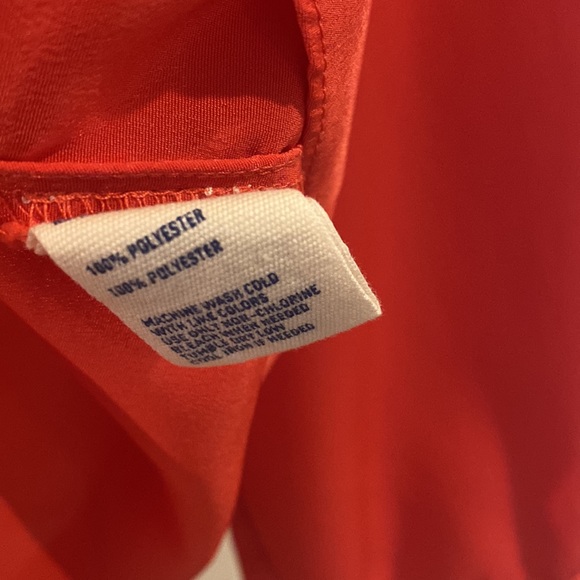 100% POLYESTER
100% POLYESTER
MACHINE WASH COLD
WITH LIKE COLORS
USE ONLY NON-CHLORINE
BLEACH WHEN NEEDED
TUMBLE DRY LOW
COOL IRON IF NEEDED